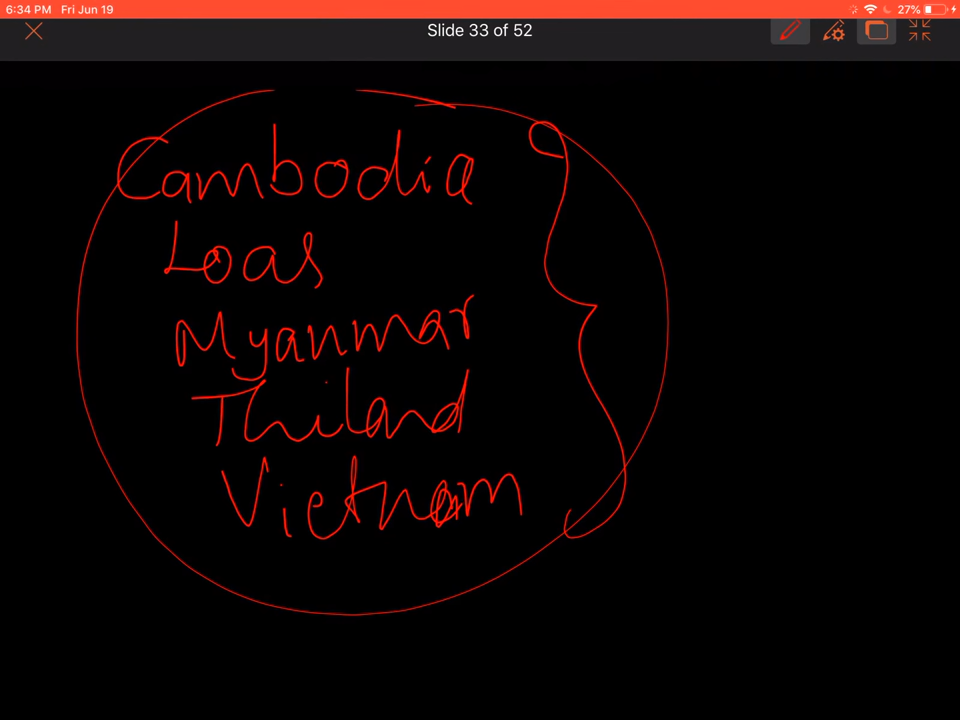 6:34 PM Fri Jun 19 27%
Slide 33 of 52
Cambodia
Loas
Myanmar
Thiland
Vietnam